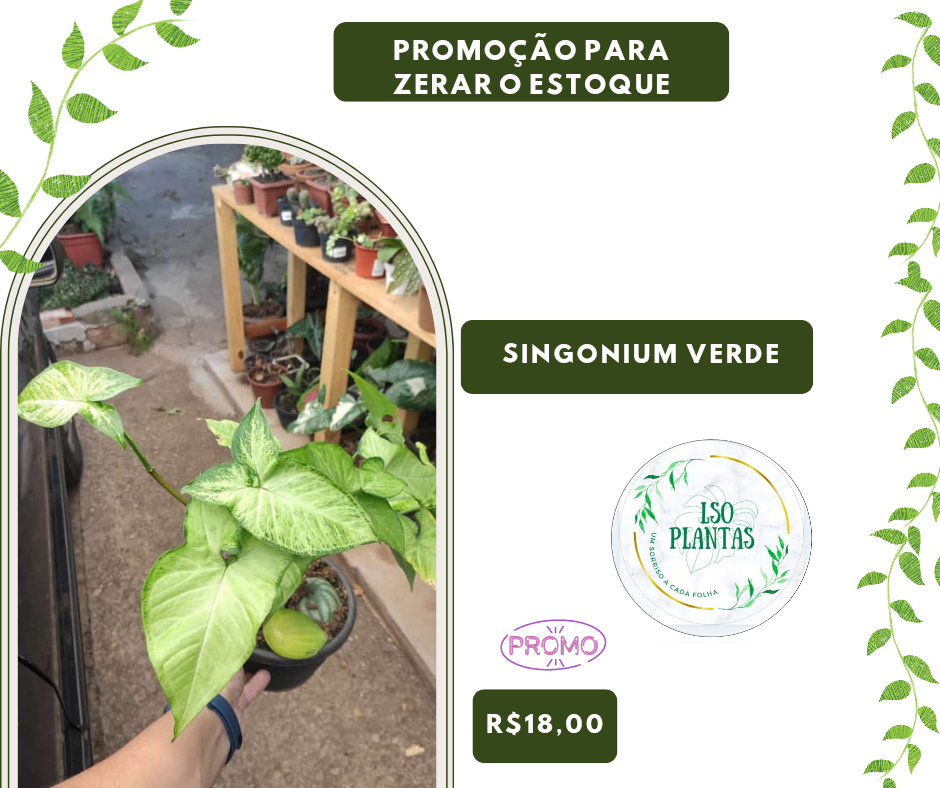 PROMOÇÃO PARA
ZERAR O ESTOQUE
SINGONIUM VERDE
LSO
PLANTAS
UM SORRISO A CADA FOLHA
PROMO
R$18,00